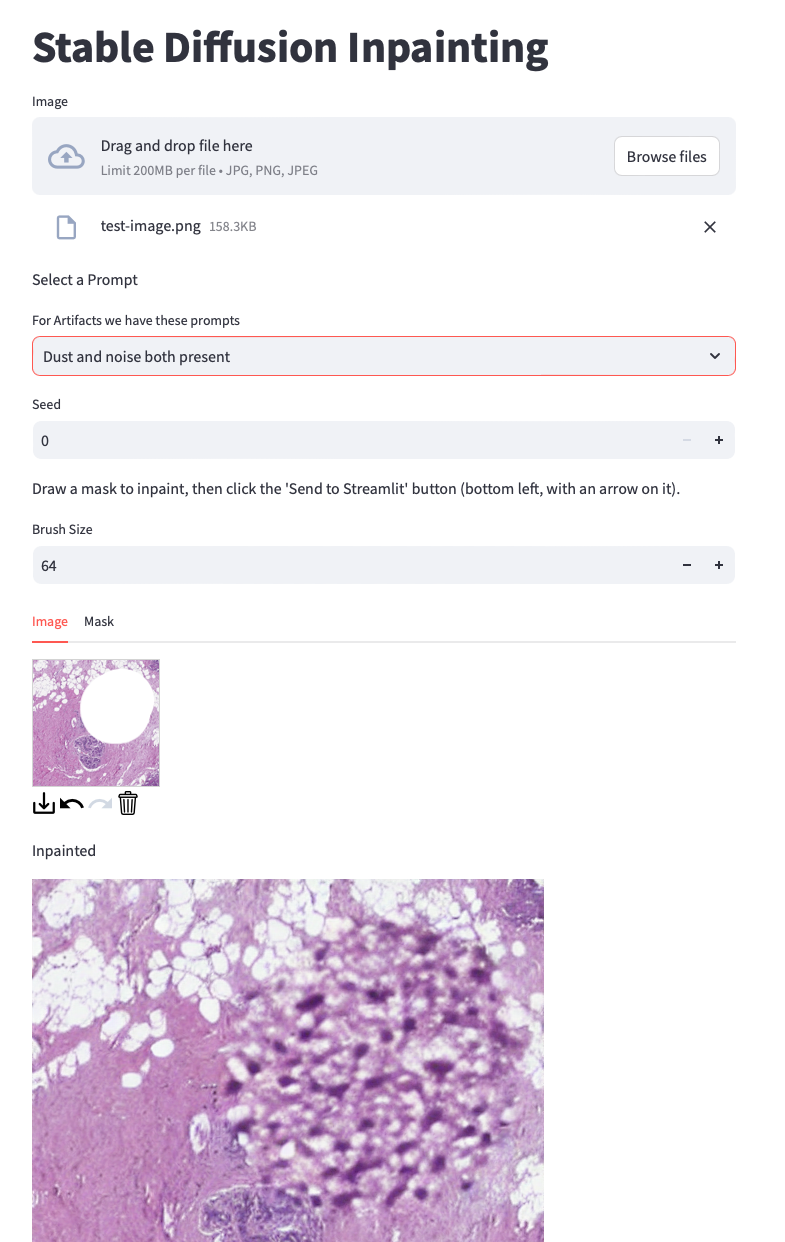 Stable Diffusion Inpainting
Image
Drag and drop file here
Limit 200MB per file • JPG, PNG, JPEG
Browse files
test-image.png 158.3KB
Select a Prompt
For Artifacts we have these prompts
Dust and noise both present
Seed
0
Draw a mask to inpaint, then click the 'Send to Streamlit' button (bottom left, with an arrow on it).
Brush Size
64
Image Mask
Inpainted